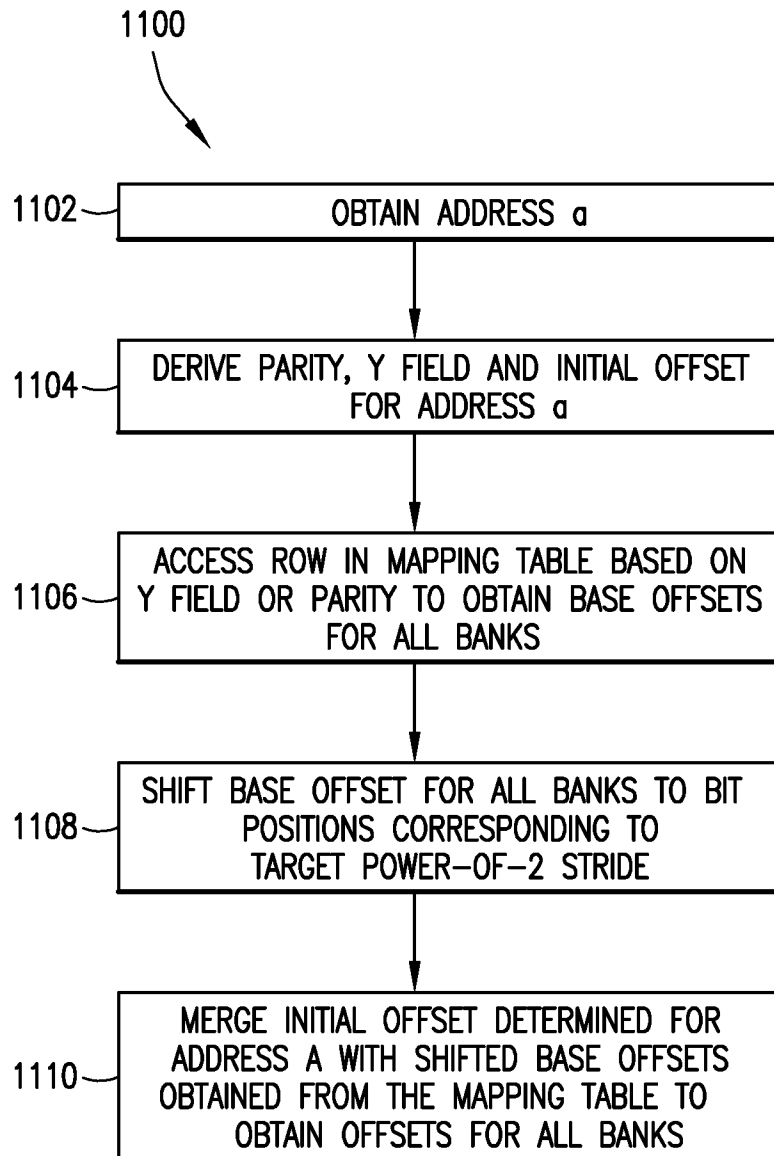 1100
1102
OBTAIN ADDRESS a
1104
DERIVE PARITY, Y FIELD AND INITIAL OFFSET
FOR ADDRESS a
1106
ACCESS ROW IN MAPPING TABLE BASED ON
Y FIELD OR PARITY TO OBTAIN BASE OFFSETS
FOR ALL BANKS
1108
SHIFT BASE OFFSET FOR ALL BANKS TO BIT
POSITIONS CORRESPONDING TO
TARGET POWER-OF-2 STRIDE
1110
MERGE INITIAL OFFSET DETERMINED FOR
ADDRESS A WITH SHIFTED BASE OFFSETS
OBTAINED FROM THE MAPPING TABLE TO
OBTAIN OFFSETS FOR ALL BANKS